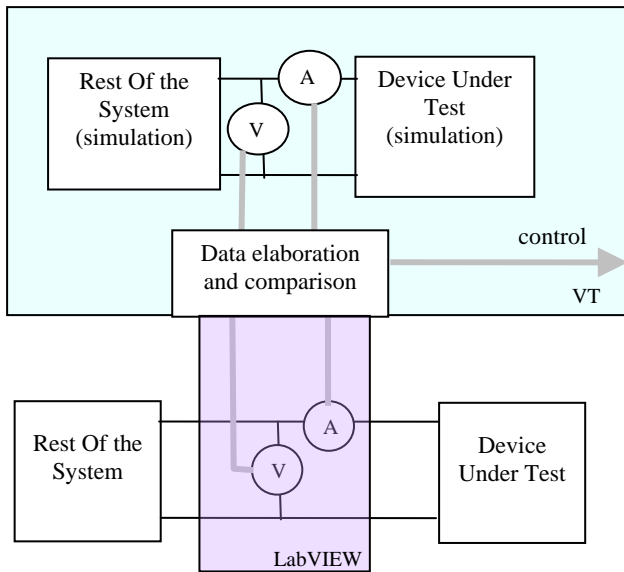 Rest Of the
System
(simulation)
A
V
Device Under
Test
(simulation)
Data elaboration
and comparison
control
VT
Rest Of the
System
A
V
Device
Under Test
LabVIEW